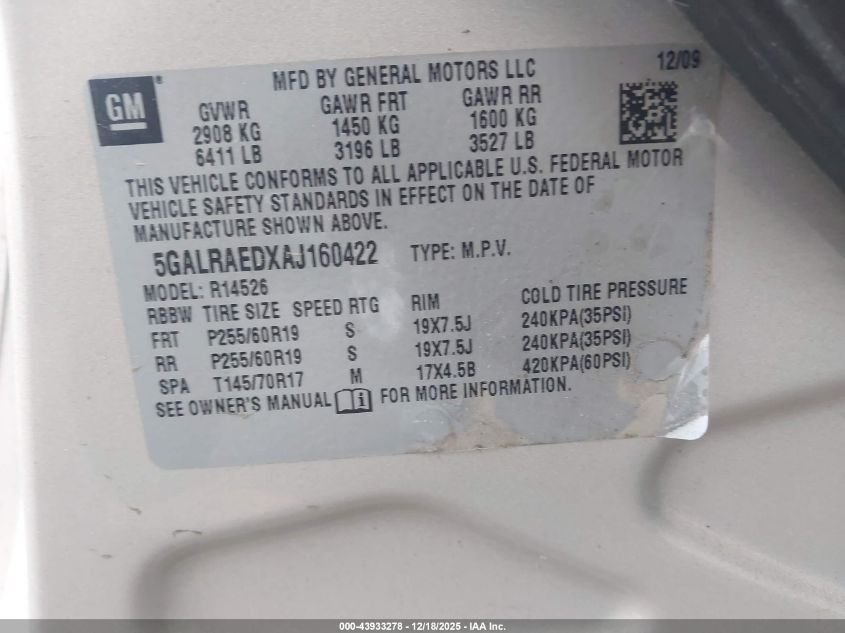 GM ®
MFD BY GENERAL MOTORS LLC 12/09
GVWR GAWR FRT GAWR RR
2908 KG 1450 KG 1600 KG
6411 LB 3196 LB 3527 LB
THIS VEHICLE CONFORMS TO ALL APPLICABLE U.S. FEDERAL MOTOR
VEHICLE SAFETY STANDARDS IN EFFECT ON THE DATE OF
MANUFACTURE SHOWN ABOVE.
5GALRAEDXAJ160422 TYPE: M.P.V.
MODEL: R14526
RBBW TIRE SIZE SPEED RTG RIM COLD TIRE PRESSURE
FRT P255/60R19 S 19X7.5J 240KPA(35PSI)
RR P255/60R19 S 19X7.5J 240KPA(35PSI)
SPA T145/70R17 M 17X4.5B 420KPA(60PSI)
SEE OWNER'S MANUAL i FOR MORE INFORMATION.
000-43933278 - 12/18/2025 - IAA Inc.